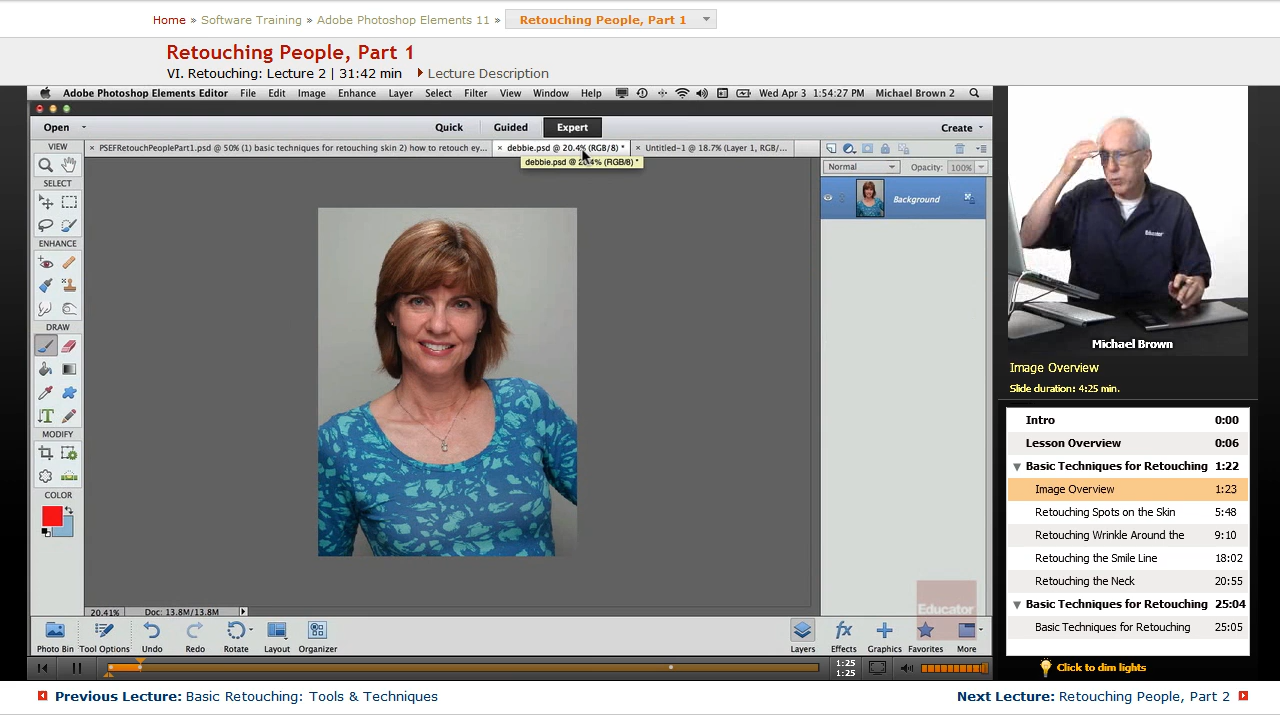 Home » Software Training » Adobe Photoshop Elements 11 » Retouching People, Part 1
Retouching People, Part 1
VI. Retouching: Lecture 2 | 31:42 min Lecture Description
Adobe Photoshop Elements Editor File Edit Image Enhance Layer Select Filter View Window Help Wed Apr 3 1:54:27 PM Michael Brown 2
Open Quick Guided Expert Create
× PSEFRetouchPeoplePart1.psd @ 50% (1) basic techniques for retouching skin 2) how to retouch ey... × debbie.psd @ 20.4% (RGB/8) * × Untitled-1 @ 18.7% (Layer 1, RGB/...
debbie.psd @ 20.4% (RGB/8) *
VIEW
SELECT
ENHANCE
DRAW
MODIFY
COLOR
Normal Opacity: 100%
Background
20.41% Doc: 13.8M/13.8M
Educator
Photo Bin Tool Options Undo Redo Rotate Layout Organizer Layers Effects Graphics Favorites More
1:25
1:25
Educator
Michael Brown
Image Overview
Slide duration: 4:25 min.
Intro 0:00
Lesson Overview 0:06
Basic Techniques for Retouching 1:22
Image Overview 1:23
Retouching Spots on the Skin 5:48
Retouching Wrinkle Around the 9:10
Retouching the Smile Line 18:02
Retouching the Neck 20:55
Basic Techniques for Retouching 25:04
Basic Techniques for Retouching 25:05
Click to dim lights
Previous Lecture: Basic Retouching: Tools & Techniques
Next Lecture: Retouching People, Part 2